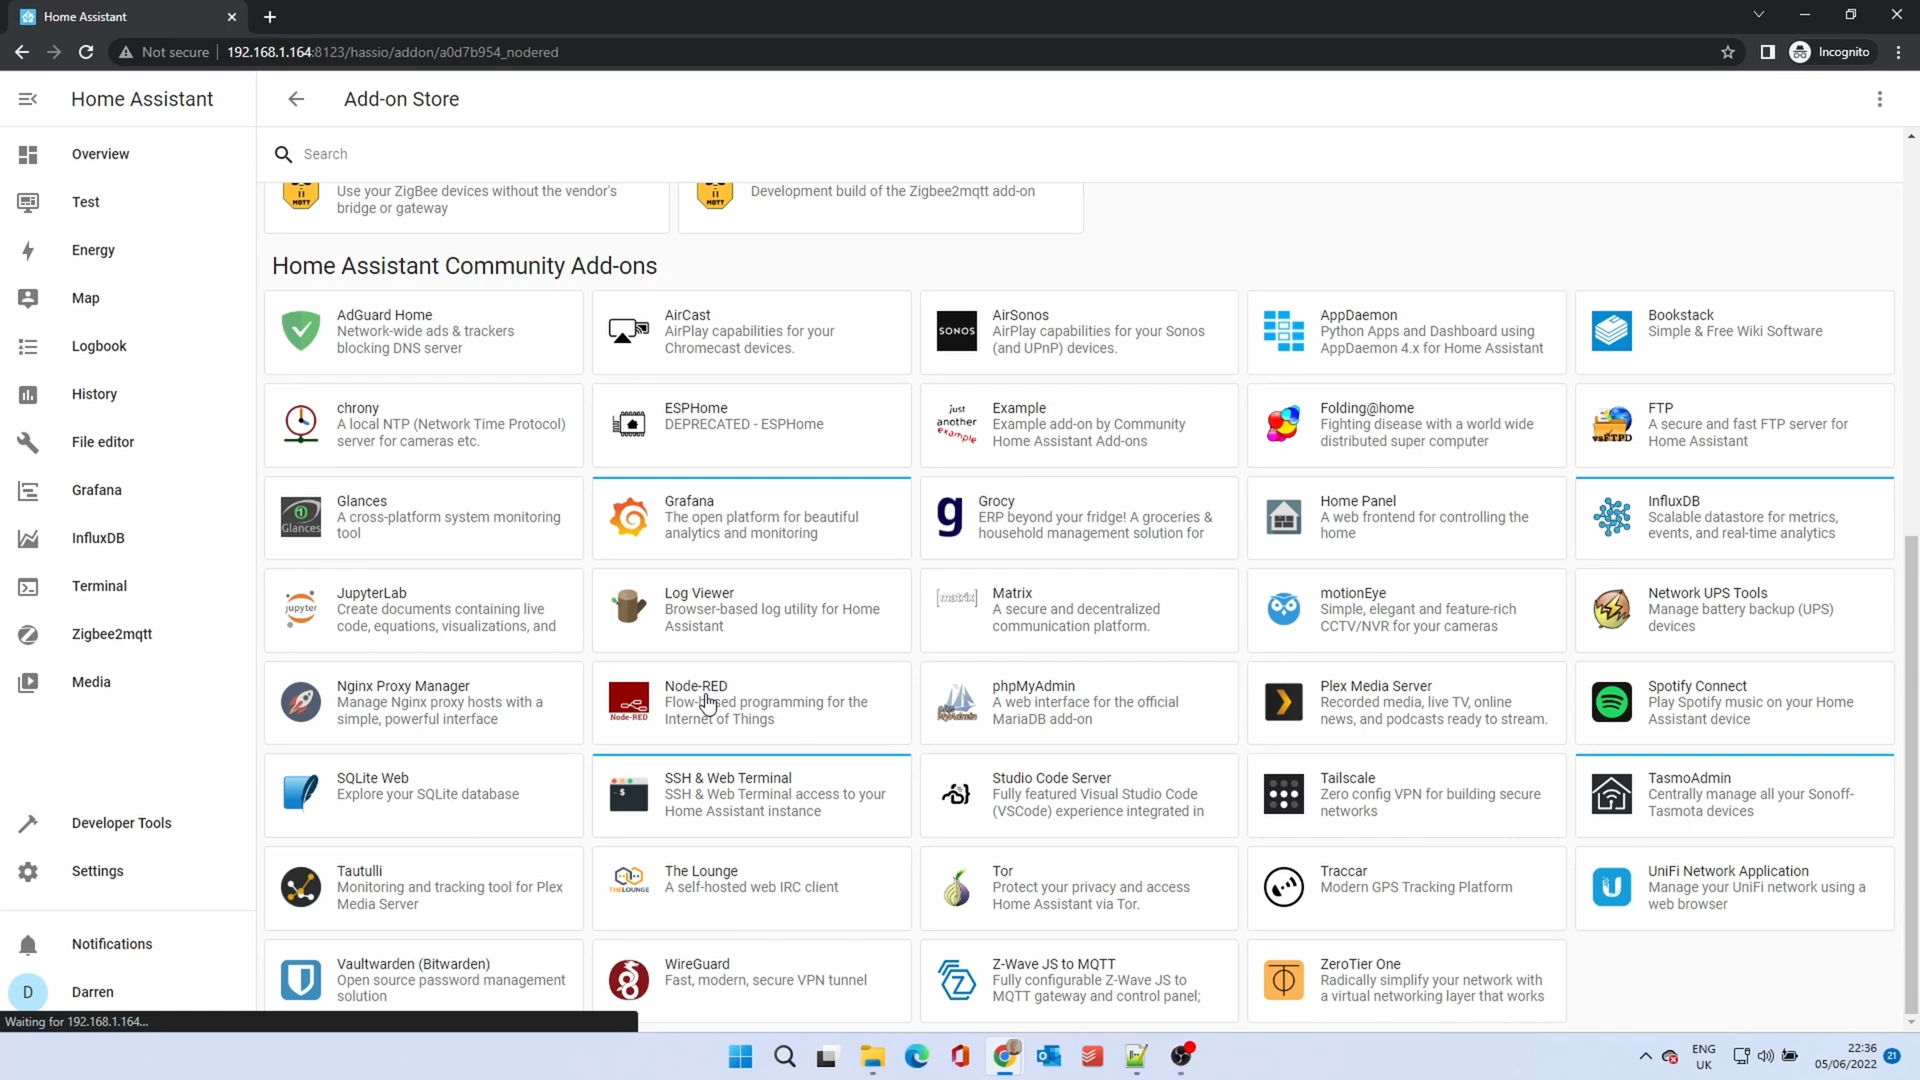 Home Assistant
Not secure
192.168.1.164:8123/hassio/addon/a0d7b954_nodered
Incognito
Home Assistant
Add-on Store
Overview
Test
Energy
Map
Logbook
History
File editor
Grafana
InfluxDB
Terminal
Zigbee2mqtt
Media
Developer Tools
Settings
Notifications
D
Darren
Search
MQTT
Use your ZigBee devices without the vendor's
bridge or gateway
MQTT
Development build of the Zigbee2mqtt add-on
Home Assistant Community Add-ons
AdGuard Home
Network-wide ads & trackers
blocking DNS server
AirCast
AirPlay capabilities for your
Chromecast devices.
SONOS
AirSonos
AirPlay capabilities for your Sonos
(and UPnP) devices.
AppDaemon
Python Apps and Dashboard using
AppDaemon 4.x for Home Assistant
Bookstack
Simple & Free Wiki Software
chrony
A local NTP (Network Time Protocol)
server for cameras etc.
ESPHome
DEPRECATED - ESPHome
just
another
example
Example
Example add-on by Community
Home Assistant Add-ons
Folding@home
Fighting disease with a world wide
distributed super computer
vsFTPD
FTP
A secure and fast FTP server for
Home Assistant
Glances
Glances
A cross-platform system monitoring
tool
Grafana
The open platform for beautiful
analytics and monitoring
g
Grocy
ERP beyond your fridge! A groceries &
household management solution for
Home Panel
A web frontend for controlling the
home
InfluxDB
Scalable datastore for metrics,
events, and real-time analytics
jupyter
JupyterLab
Create documents containing live
code, equations, visualizations, and
Log Viewer
Browser-based log utility for Home
Assistant
[matrix]
Matrix
A secure and decentralized
communication platform.
motionEye
Simple, elegant and feature-rich
CCTV/NVR for your cameras
Network UPS Tools
Manage battery backup (UPS)
devices
Nginx Proxy Manager
Manage Nginx proxy hosts with a
simple, powerful interface
Node-RED
Node-RED
Flow-based programming for the
Internet of Things
phpMyAdmin
A web interface for the official
MariaDB add-on
Plex Media Server
Recorded media, live TV, online
news, and podcasts ready to stream.
Spotify Connect
Play Spotify music on your Home
Assistant device
SQLite Web
Explore your SQLite database
$
SSH & Web Terminal
SSH & Web Terminal access to your
Home Assistant instance
Studio Code Server
Fully featured Visual Studio Code
(VSCode) experience integrated in
Tailscale
Zero config VPN for building secure
networks
TasmoAdmin
Centrally manage all your Sonoff-
Tasmota devices
Tautulli
Monitoring and tracking tool for Plex
Media Server
THELOUNGE
The Lounge
A self-hosted web IRC client
Tor
Protect your privacy and access
Home Assistant via Tor.
Traccar
Modern GPS Tracking Platform
UniFi Network Application
Manage your UniFi network using a
web browser
Vaultwarden (Bitwarden)
Open source password management
solution
WireGuard
Fast, modern, secure VPN tunnel
Z-Wave JS to MQTT
Fully configurable Z-Wave JS to
MQTT gateway and control panel;
ZeroTier One
Radically simplify your network with
a virtual networking layer that works
Waiting for 192.168.1.164...
ENG
UK
22:36
05/06/2022
21